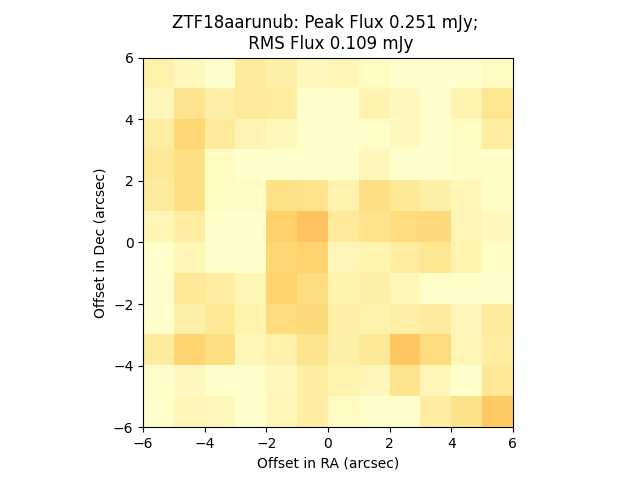 ZTF18aarunub: Peak Flux 0.251 mJy;
RMS Flux 0.109 mJy
6
4
2
0
−2
−4
−6
Offset in Dec (arcsec)
−6 −4 −2 0 2 4 6
Offset in RA (arcsec)